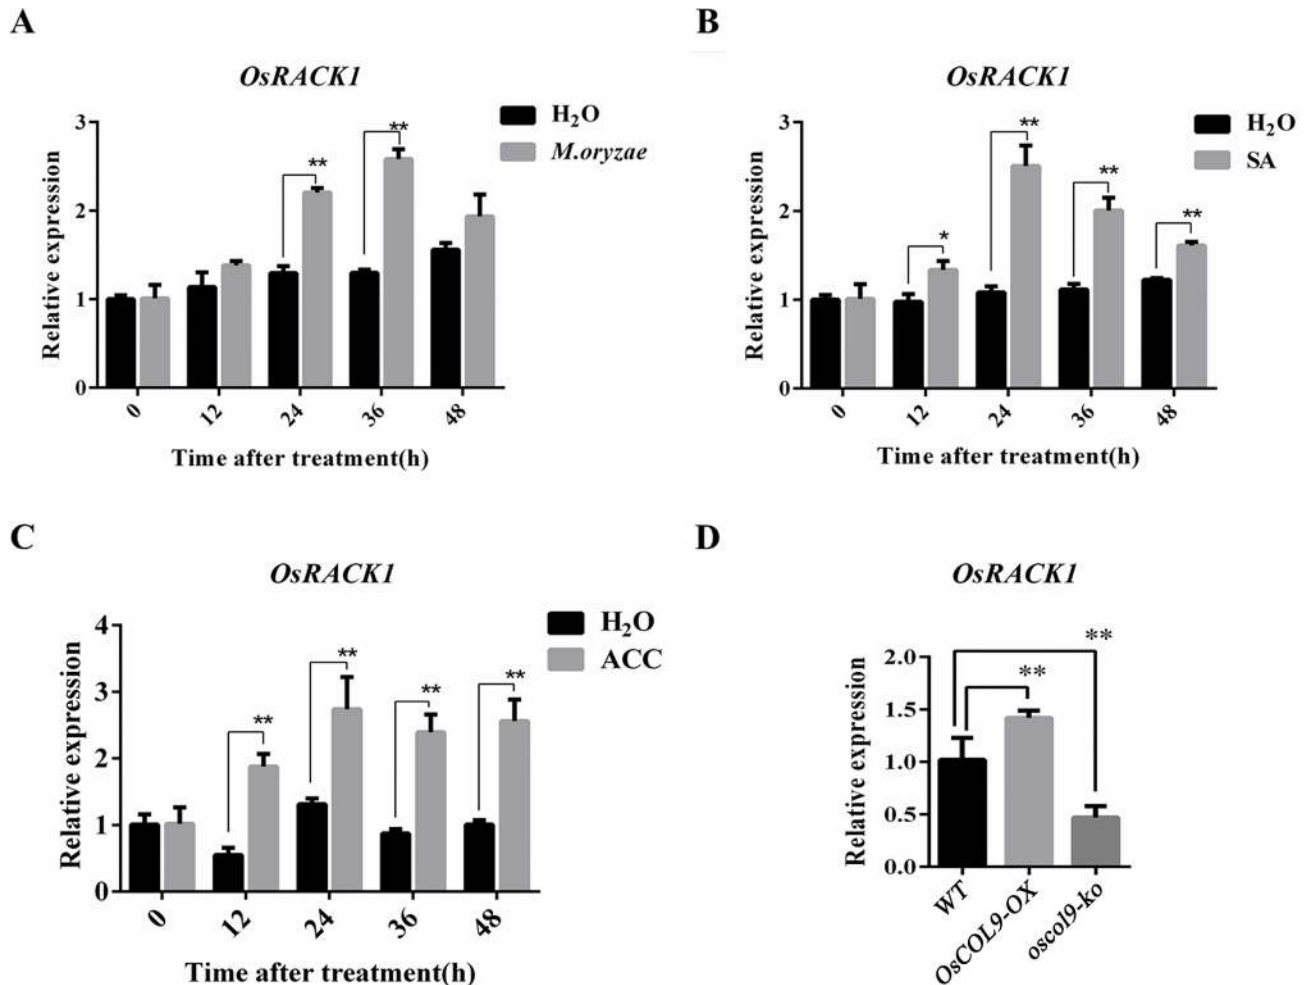 A
OsRACK1
H₂O
M.oryzae
Relative expression
3
2
1
0
**
**
0
12
24
36
48
Time after treatment(h)
B
OsRACK1
H₂O
SA
Relative expression
3
2
1
0
*
**
**
**
0
12
24
36
48
Time after treatment(h)
C
OsRACK1
H₂O
ACC
Relative expression
4
3
2
1
0
**
**
**
**
0
12
24
36
48
Time after treatment(h)
D
OsRACK1
**
**
Relative expression
2.0
1.5
1.0
0.5
0.0
WT
OsCOL9-OX
oscol9-ko